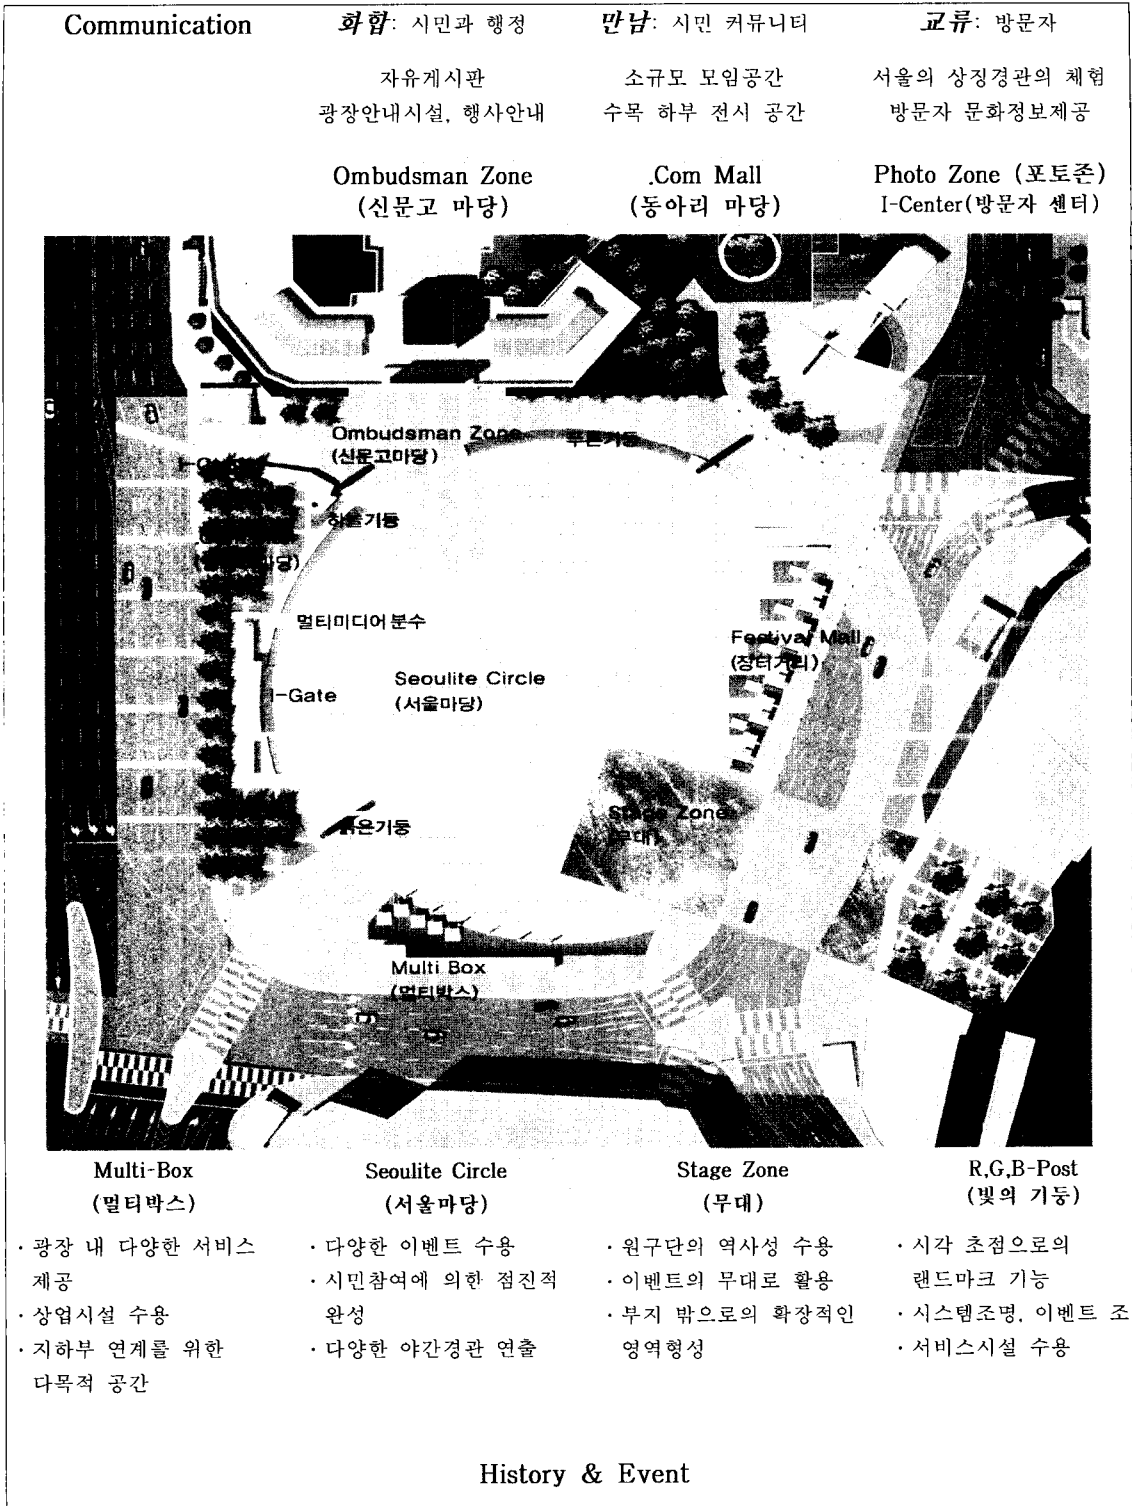 Communication
화합: 시민과 행정
만남: 시민 커뮤니티
교류: 방문자
자유게시판
광장안내시설, 행사안내
소규모 모임공간
수목 하부 전시 공간
서울의 상징경관의 체험
방문자 문화정보제공
Ombudsman Zone
(신문고 마당)
.Com Mall
(동아리 마당)
Photo Zone (포토존)
I-Center(방문자 센터)
Ombudsman Zone
(신문고마당)
푸른기둥
하늘기둥
마당)
멀티미디어분수
I-Gate
Seoulite Circle
(서울마당)
Festival Mall
(장터거리)
Stage Zone
(무대)
붉은기둥
Multi Box
(멀티박스)
Multi-Box
(멀티박스)
· 광장 내 다양한 서비스
제공
· 상업시설 수용
· 지하부 연계를 위한
다목적 공간
Seoulite Circle
(서울마당)
· 다양한 이벤트 수용
· 시민참여에 의한 점진적
완성
· 다양한 야간경관 연출
Stage Zone
(무대)
· 원구단의 역사성 수용
· 이벤트의 무대로 활용
· 부지 밖으로의 확장적인
영역형성
R,G,B-Post
(빛의 기둥)
· 시각 초점으로의
랜드마크 기능
· 시스템조명, 이벤트 조
· 서비스시설 수용
History & Event